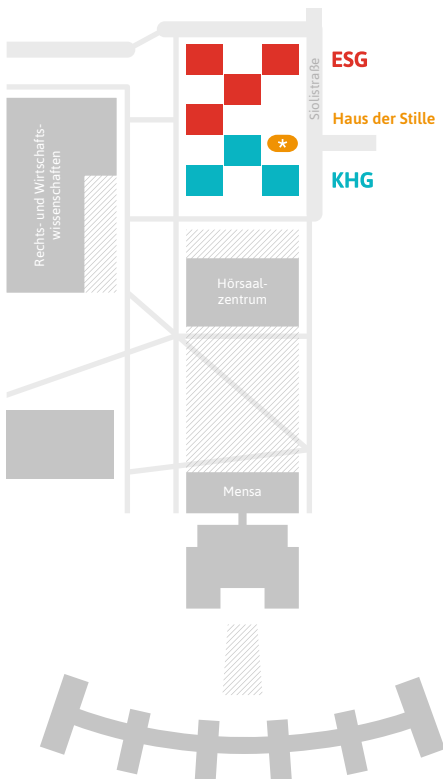 ESG
Siolistraße
Haus der Stille
*
KHG
Rechts- und Wirtschafts-
wissenschaften
Hörsaal-
zentrum
Mensa